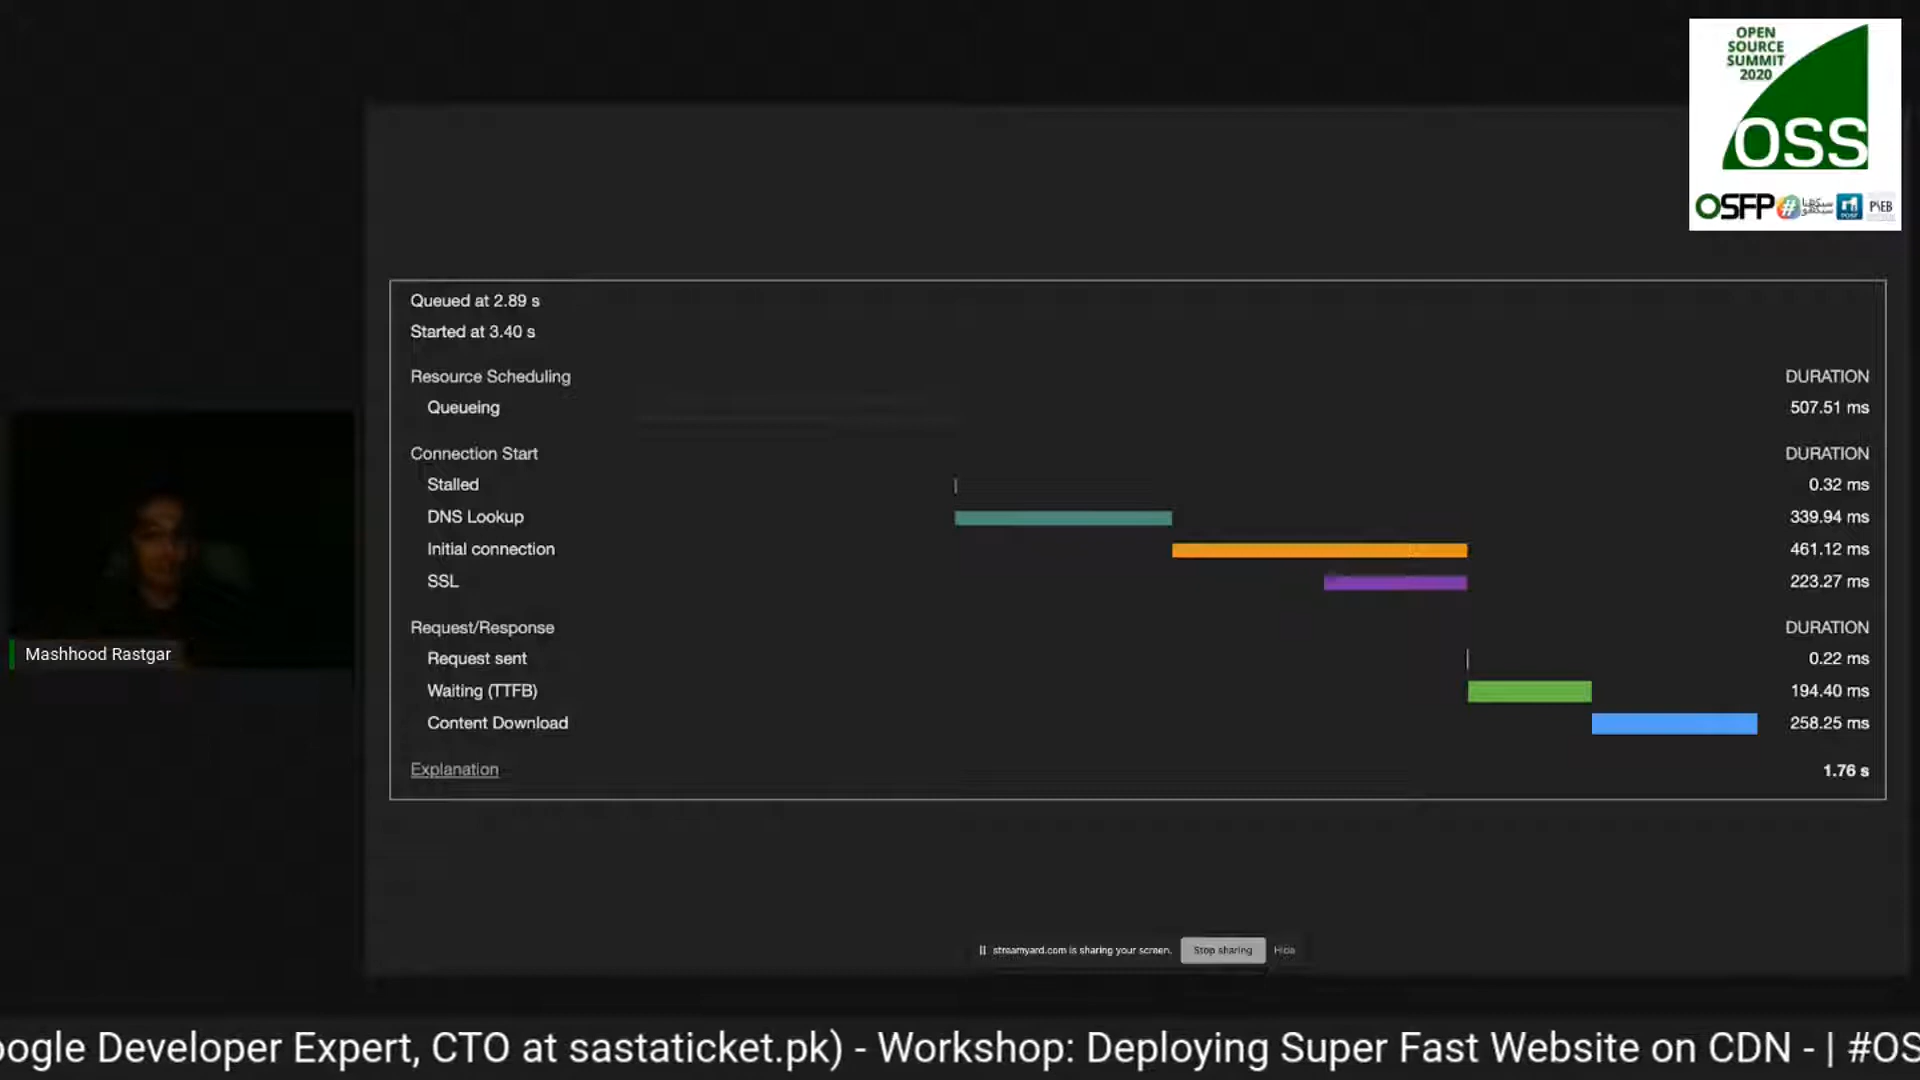 OPEN
SOURCE
SUMMIT
2020
OSS
OSFP
#
Queued at 2.89 s
Started at 3.40 s
Resource Scheduling DURATION
Queueing 507.51 ms
Connection Start DURATION
Stalled 0.32 ms
DNS Lookup 339.94 ms
Initial connection 461.12 ms
SSL 223.27 ms
Request/Response DURATION
Request sent 0.22 ms
Waiting (TTFB) 194.40 ms
Content Download 258.25 ms
Explanation 1.76 s
Mashhood Rastgar
streamyard.com is sharing your screen. Stop sharing Hide
oogle Developer Expert, CTO at sastaticket.pk) - Workshop: Deploying Super Fast Website on CDN - | #OS